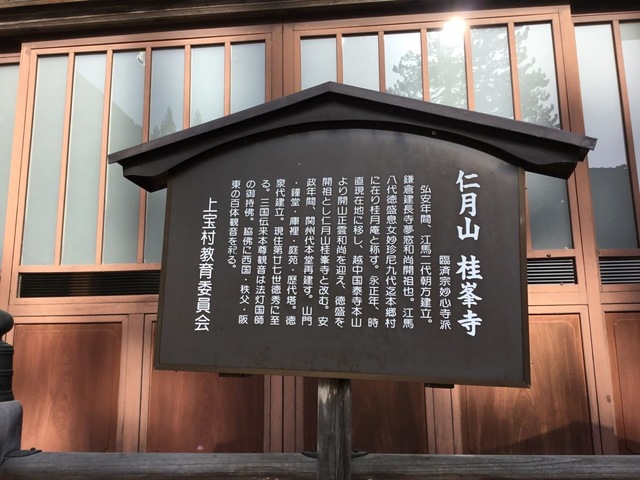 仁月山 桂峯寺
臨済宗妙心寺派
弘安年間、江馬二代朝方建立。
鎌倉建長寺夢窓和尚開祖也。江馬
八代徳盛息女妙珍尼九代迄本郷村
に在り桂月庵と称す。永正年、時
直現在地に移し、越中国泰寺本山
より開山正雲和尚を迎え、徳盛を
開祖とし仁月山桂峯寺と改む。安
政年間、関州代本堂再建す。山門
・鐘堂・庫裡・庭苑・歴代塔。徳
泉代建立。現住第廿七世徳秀に至
る。三国伝来本尊観音は法灯国師
の御持佛。脇佛に西国・秩父・阪
東の百体観音を祀る。
上宝村教育委員会